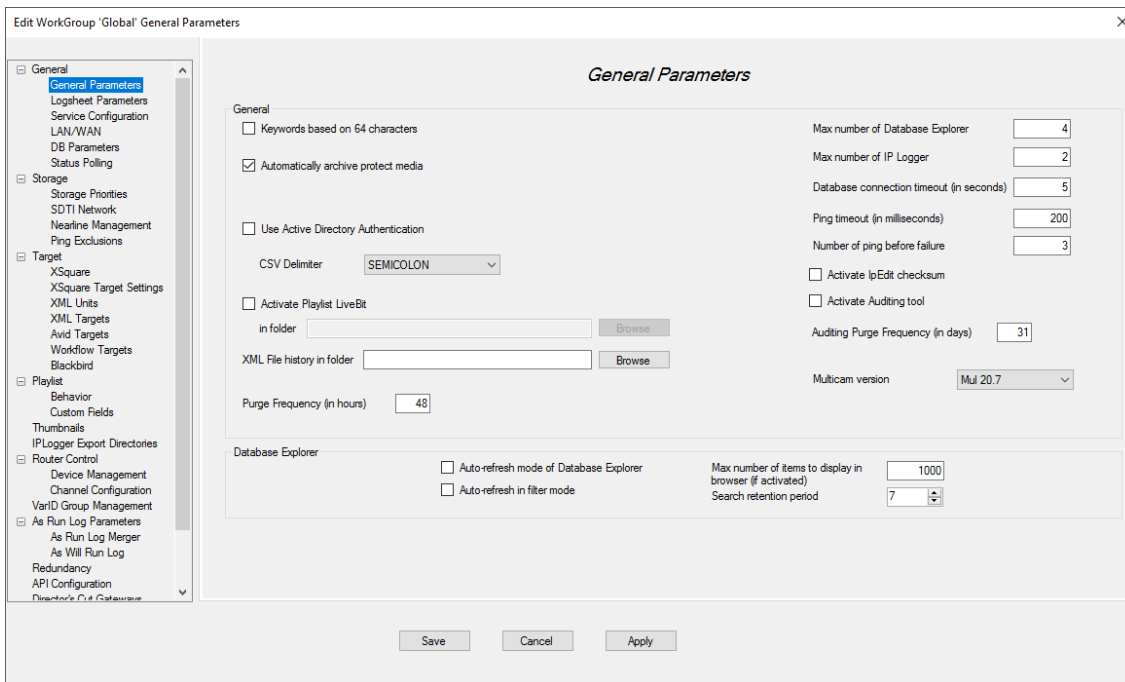 Edit WorkGroup 'Global' General Parameters
General
General Parameters
Logsheet Parameters
Service Configuration
LAN/WAN
DB Parameters
Status Polling
Storage
Storage Priorities
SDTI Network
Nearline Management
Ping Exclusions
Target
XSquare
XSquare Target Settings
XML Units
XML Targets
Avid Targets
Workflow Targets
Blackbird
Playlist
Behavior
Custom Fields
Thumbnails
IPLogger Export Directories
Router Control
Device Management
Channel Configuration
VarID Group Management
As Run Log Parameters
As Run Log Merger
As Will Run Log
Redundancy
API Configuration
Director's Cut Gateways
General Parameters
General
Keywords based on 64 characters
Automatically archive protect media
Use Active Directory Authentication
CSV Delimiter SEMICOLON
Activate Playlist LiveBit
in folder Browse
XML File history in folder Browse
Purge Frequency (in hours) 48
Max number of Database Explorer 4
Max number of IP Logger 2
Database connection timeout (in seconds) 5
Ping timeout (in milliseconds) 200
Number of ping before failure 3
Activate IpEdit checksum
Activate Auditing tool
Auditing Purge Frequency (in days) 31
Multicam version Mul 20.7
Database Explorer
Auto-refresh mode of Database Explorer
Auto-refresh in filter mode
Max number of items to display in
browser (if activated) 1000
Search retention period 7
Save Cancel Apply